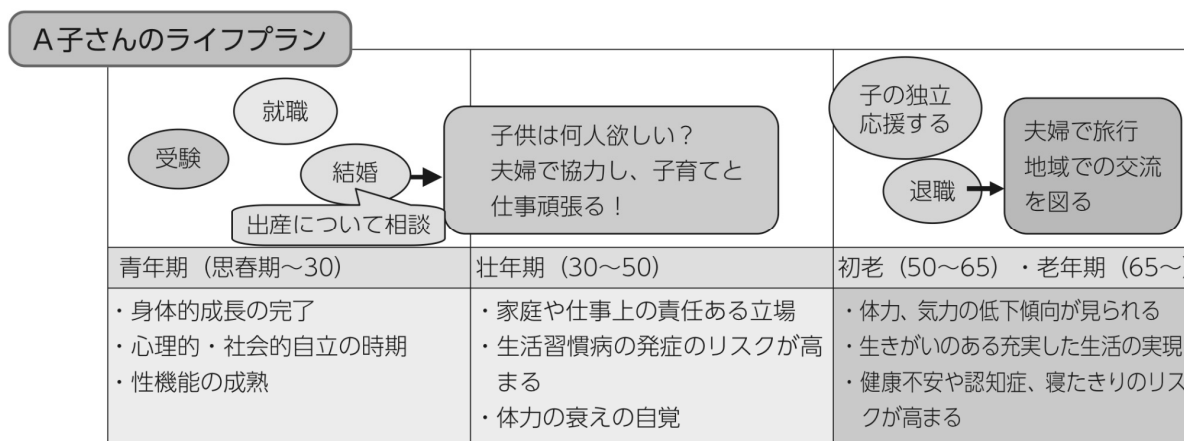 A子さんのライフプラン
受験
就職
結婚
出産について相談
子供は何人欲しい？
夫婦で協力し、子育てと
仕事頑張る！
子の独立
応援する
退職
夫婦で旅行
地域での交流
を図る
青年期（思春期〜30）
壮年期（30〜50）
初老（50〜65）・老年期（65〜）
・身体的成長の完了
・心理的・社会的自立の時期
・性機能の成熟
・家庭や仕事上の責任ある立場
・生活習慣病の発症のリスクが高
まる
・体力の衰えの自覚
・体力、気力の低下傾向が見られる
・生きがいのある充実した生活の実現
・健康不安や認知症、寝たきりのリス
クが高まる